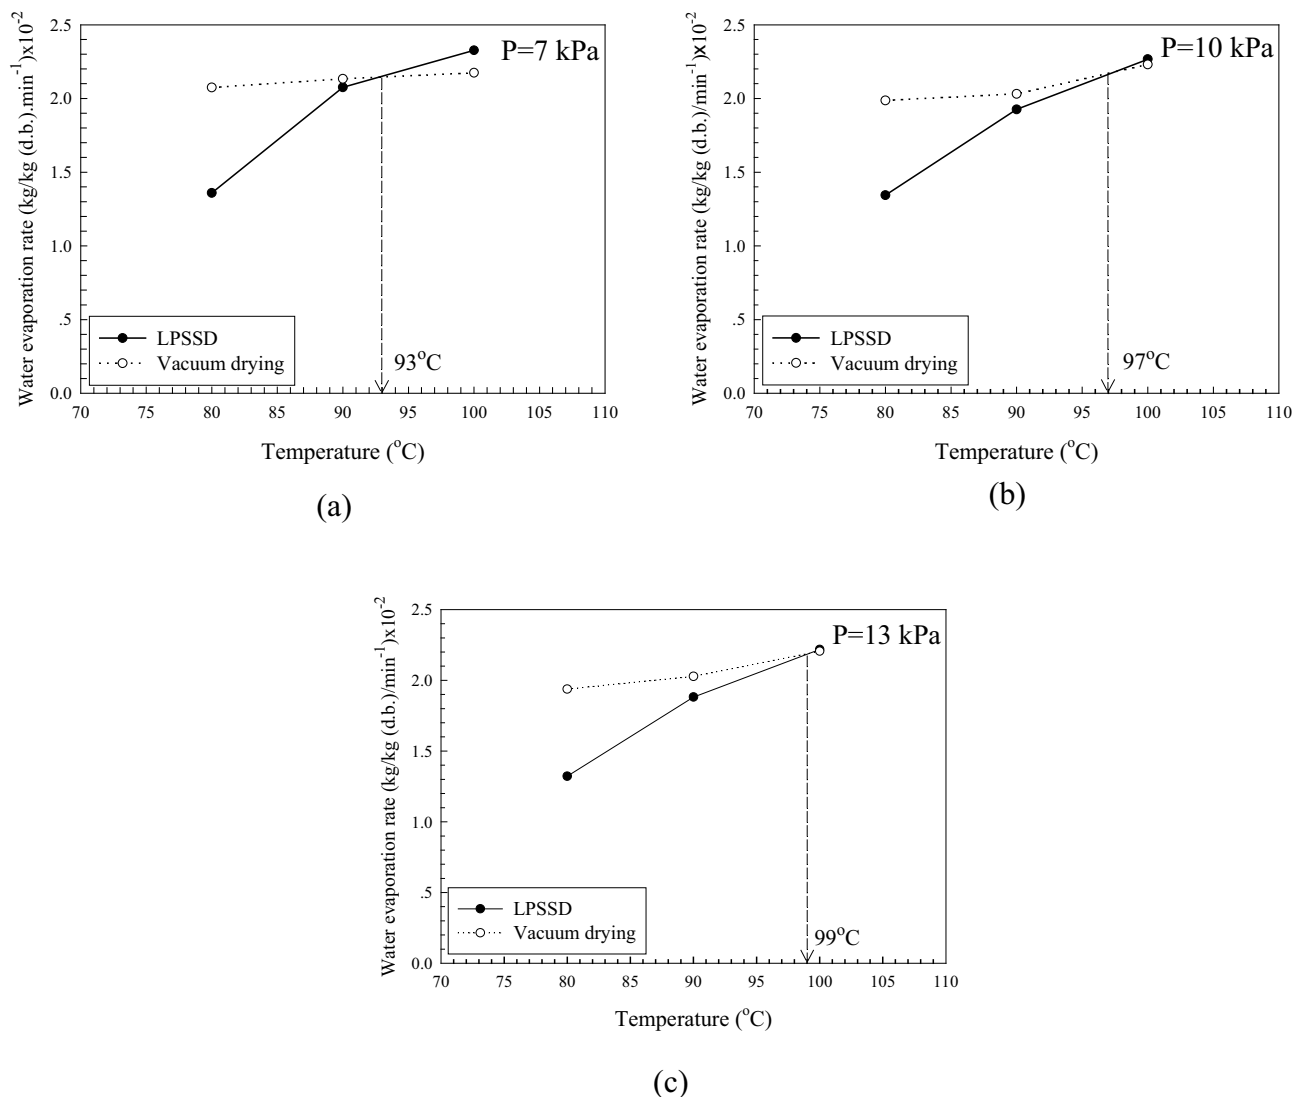 Water evaporation rate (kg/kg (d.b.).min⁻¹)x10⁻²
2.5
2.0
1.5
1.0
.5
0.0
P=7 kPa
LPSSD
Vacuum drying
93°C
70 75 80 85 90 95 100 105 110
Temperature (°C)
(a)
Water evaporation rate (kg/kg (d.b.)/min⁻¹)x10⁻²
2.5
2.0
1.5
1.0
.5
0.0
P=10 kPa
LPSSD
Vacuum drying
97°C
70 75 80 85 90 95 100 105 110
Temperature (°C)
(b)
Water evaporation rate (kg/kg (d.b.)/min⁻¹)x10⁻²
2.5
2.0
1.5
1.0
.5
0.0
P=13 kPa
LPSSD
Vacuum drying
99°C
70 75 80 85 90 95 100 105 110
Temperature (°C)
(c)